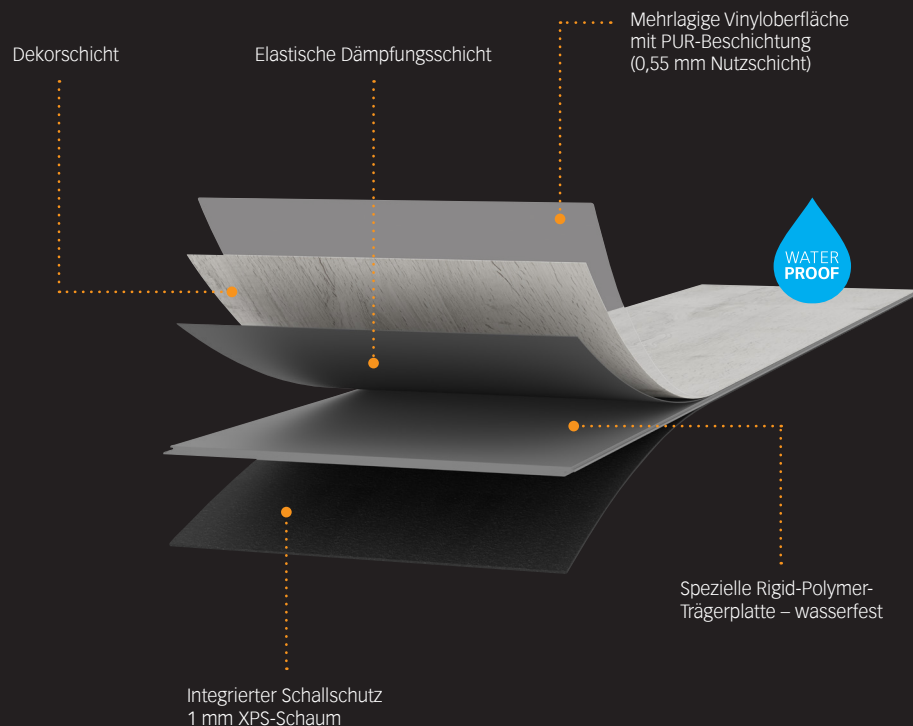 Dekorschicht
Elastische Dämpfungsschicht
Mehrlagige Vinyloberfläche
mit PUR-Beschichtung
(0,55 mm Nutzschicht)
WATER
PROOF
Spezielle Rigid-Polymer-
Trägerplatte – wasserfest
Integrierter Schallschutz
1 mm XPS-Schaum